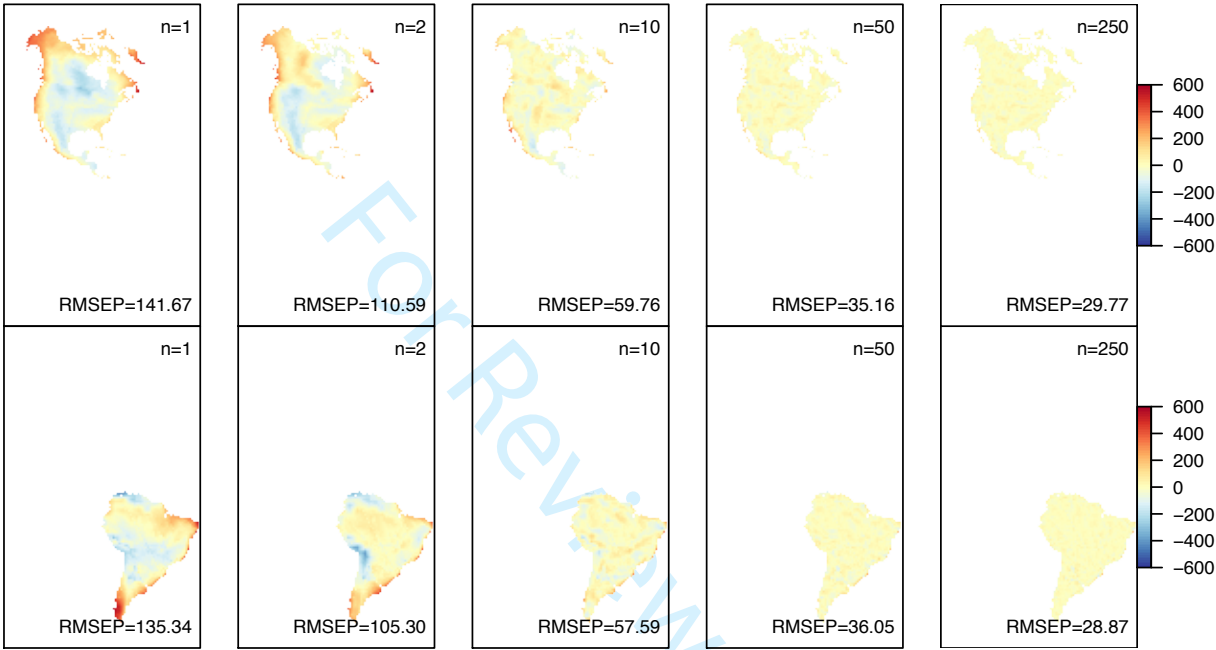 n=1
n=2
n=10
n=50
n=250
600
400
200
0
−200
−400
−600
RMSEP=141.67
RMSEP=110.59
RMSEP=59.76
RMSEP=35.16
RMSEP=29.77
n=1
n=2
n=10
n=50
n=250
600
400
200
0
−200
−400
−600
RMSEP=135.34
RMSEP=105.30
RMSEP=57.59
RMSEP=36.05
RMSEP=28.87
For Review